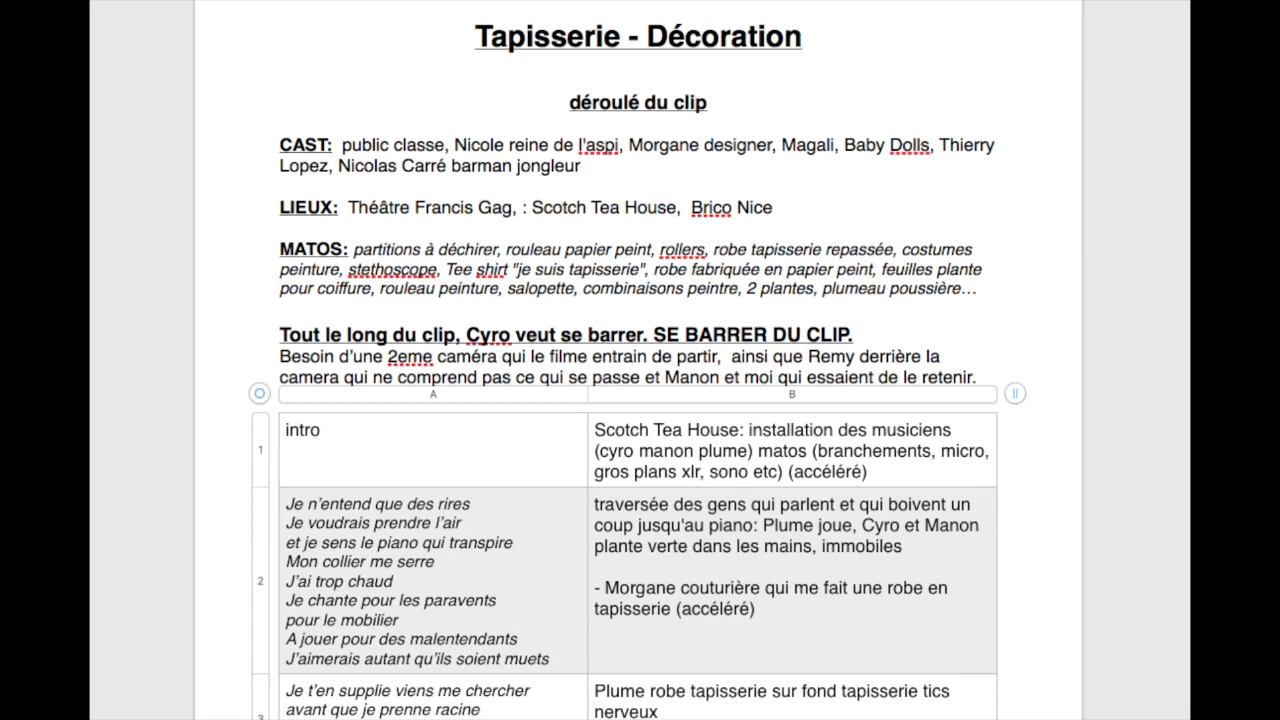 Tapisserie - Décoration
déroulé du clip
CAST: public classe, Nicole reine de l'aspi, Morgane designer, Magali, Baby Dolls, Thierry
Lopez, Nicolas Carré barman jongleur
LIEUX: Théâtre Francis Gag, : Scotch Tea House, Brico Nice
MATOS: partitions à déchirer, rouleau papier peint, rollers, robe tapisserie repassée, costumes
peinture, stethoscope, Tee shirt "je suis tapisserie", robe fabriquée en papier peint, feuilles plante
pour coiffure, rouleau peinture, salopette, combinaisons peintre, 2 plantes, plumeau poussière…
Tout le long du clip, Cyro veut se barrer. SE BARRER DU CLIP.
Besoin d'une 2eme caméra qui le filme entrain de partir, ainsi que Remy derrière la
camera qui ne comprend pas ce qui se passe et Manon et moi qui essaient de le retenir.
A B
1
intro
Scotch Tea House: installation des musiciens
(cyro manon plume) matos (branchements, micro,
gros plans xlr, sono etc) (accéléré)
2
Je n'entend que des rires
Je voudrais prendre l'air
et je sens le piano qui transpire
Mon collier me serre
J'ai trop chaud
Je chante pour les paravents
pour le mobilier
A jouer pour des malentendants
J'aimerais autant qu'ils soient muets
traversée des gens qui parlent et qui boivent un
coup jusqu'au piano: Plume joue, Cyro et Manon
plante verte dans les mains, immobiles
- Morgane couturière qui me fait une robe en
tapisserie (accéléré)
3
Je t'en supplie viens me chercher
avant que je prenne racine
Plume robe tapisserie sur fond tapisserie tics
nerveux